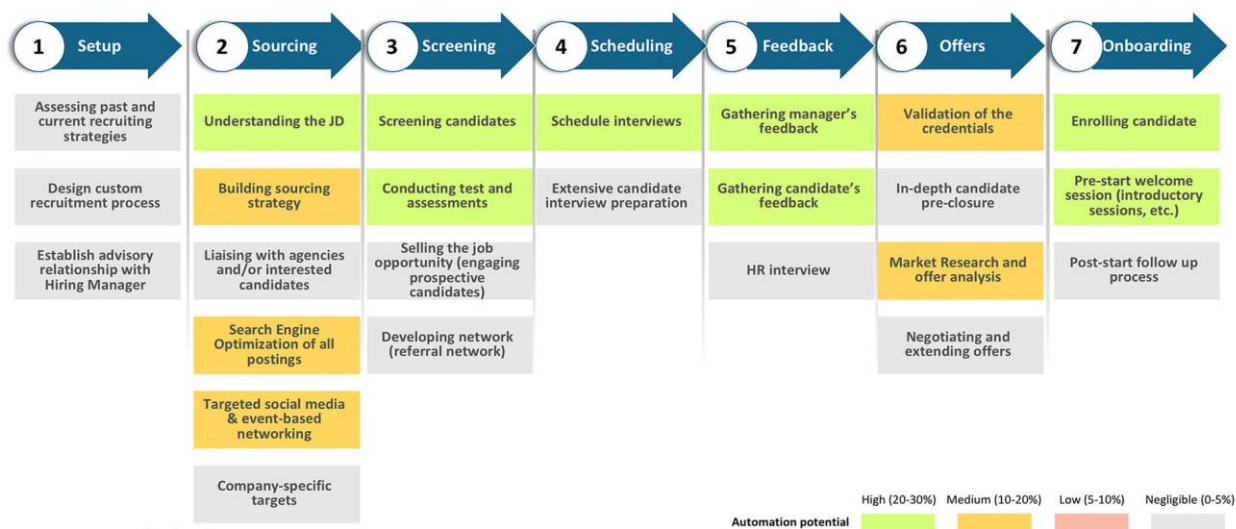 1 Setup
2 Sourcing
3 Screening
4 Scheduling
5 Feedback
6 Offers
7 Onboarding
Assessing past and
current recruiting
strategies
Design custom
recruitment process
Establish advisory
relationship with
Hiring Manager
Understanding the JD
Building sourcing
strategy
Liaising with agencies
and/or interested
candidates
Search Engine
Optimization of all
postings
Targeted social media
& event-based
networking
Company-specific
targets
Screening candidates
Conducting test and
assessments
Selling the job
opportunity (engaging
prospective
candidates)
Developing network
(referral network)
Schedule interviews
Extensive candidate
interview preparation
Gathering manager's
feedback
Gathering candidate's
feedback
HR interview
Validation of the
credentials
In-depth candidate
pre-closure
Market Research and
offer analysis
Negotiating and
extending offers
Enrolling candidate
Pre-start welcome
session (introductory
sessions, etc.)
Post-start follow up
process
High (20-30%)
Medium (10-20%)
Low (5-10%)
Negligible (0-5%)
Automation potential